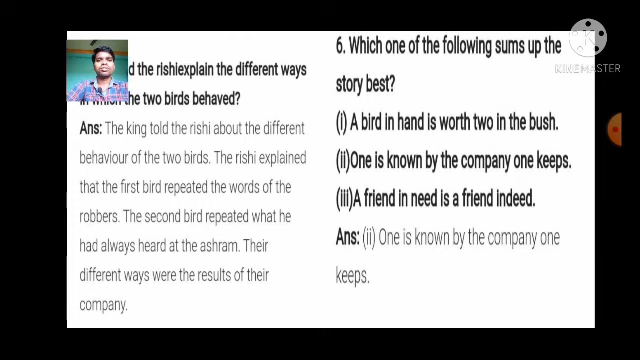 d the rishiexplain the different ways
in which the two birds behaved?
Ans: The king told the rishi about the different
behaviour of the two birds. The rishi explained
that the first bird repeated the words of the
robbers. The second bird repeated what he
had always heard at the ashram. Their
different ways were the results of their
company.
6. Which one of the following sums up the
story best?
(i) A bird in hand is worth two in the bush.
(ii)One is known by the company one keeps.
(iii)A friend in need is a friend indeed.
Ans: (ii) One is known by the company one
keeps.
KINEMASTER